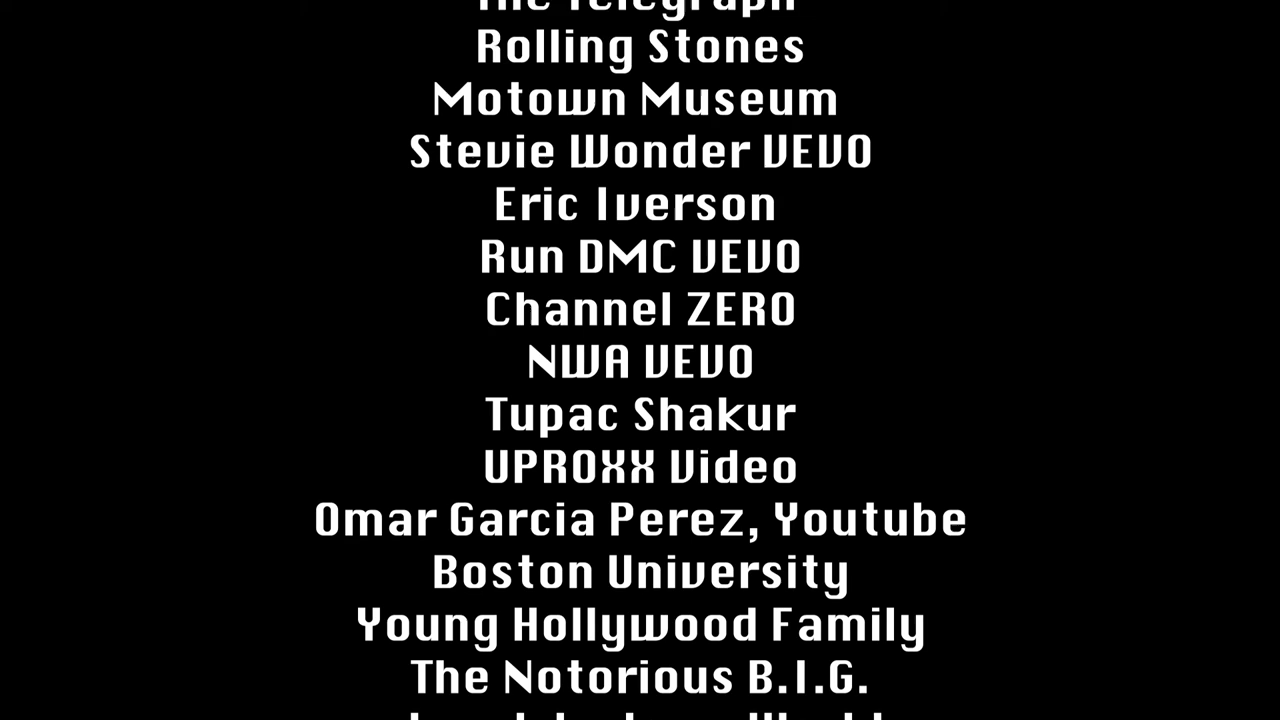 The Telegraph
Rolling Stones
Motown Museum
Stevie Wonder VEVO
Eric Iverson
Run DMC VEVO
Channel ZERO
NWA VEVO
Tupac Shakur
UPROXX Video
Omar Garcia Perez, Youtube
Boston University
Young Hollywood Family
The Notorious B.I.G.